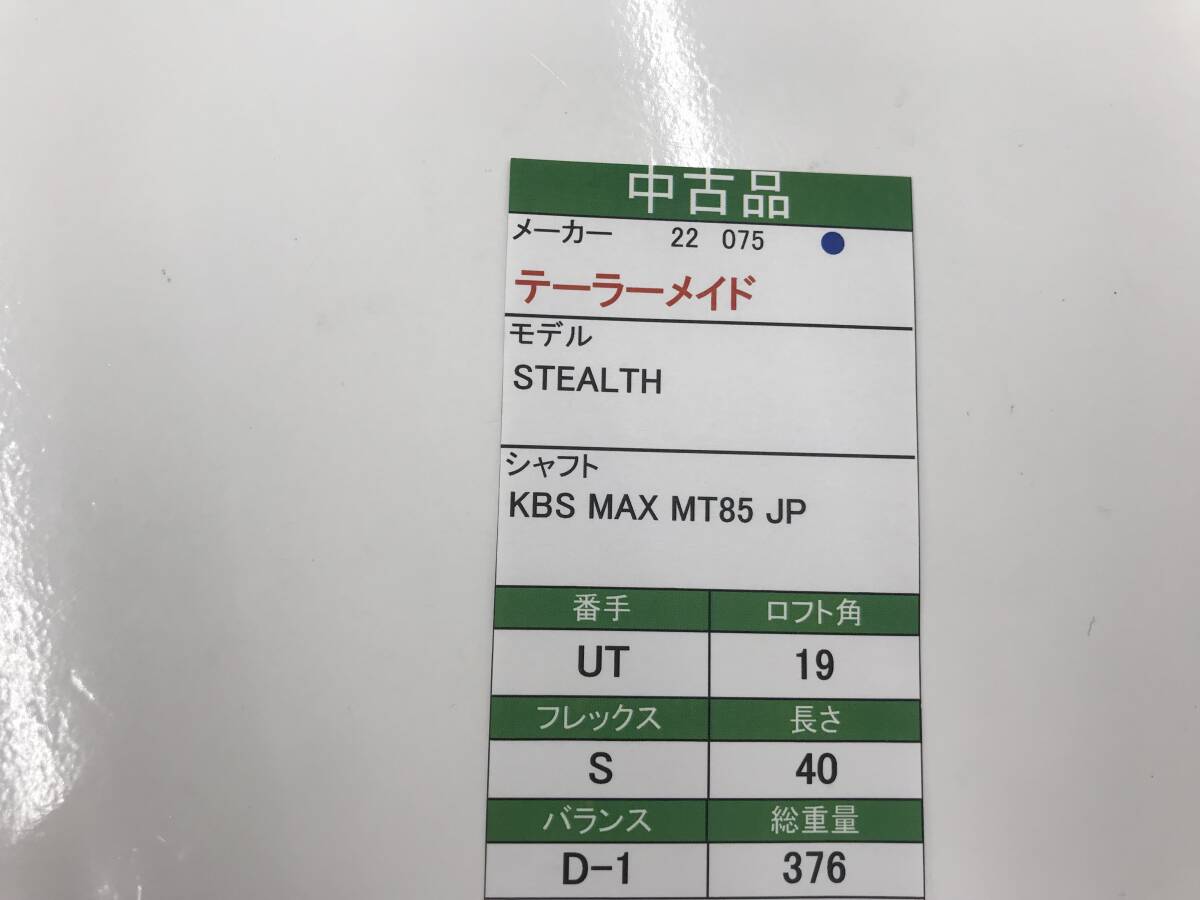 中古品
メーカー 22 075
テーラーメイド
モデル
STEALTH
シャフト
KBS MAX MT85 JP
番手 ロフト角
UT 19
フレックス 長さ
S 40
バランス 総重量
D-1 376